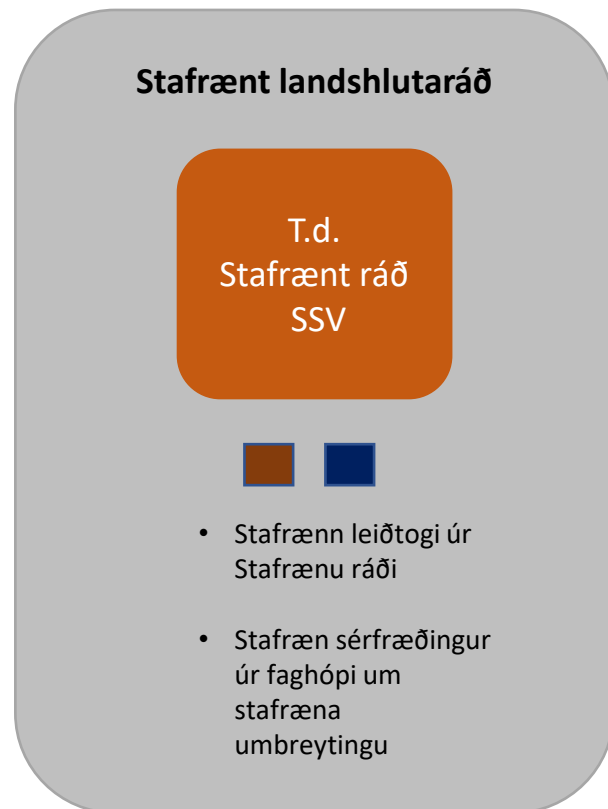 Stafrænt landshlutaráð
T.d.
Stafrænt ráð
SSV
• Stafrænn leiðtogi úr
Stafrænu ráði
• Stafræn sérfræðingur
úr faghópi um
stafræna
umbreytingu